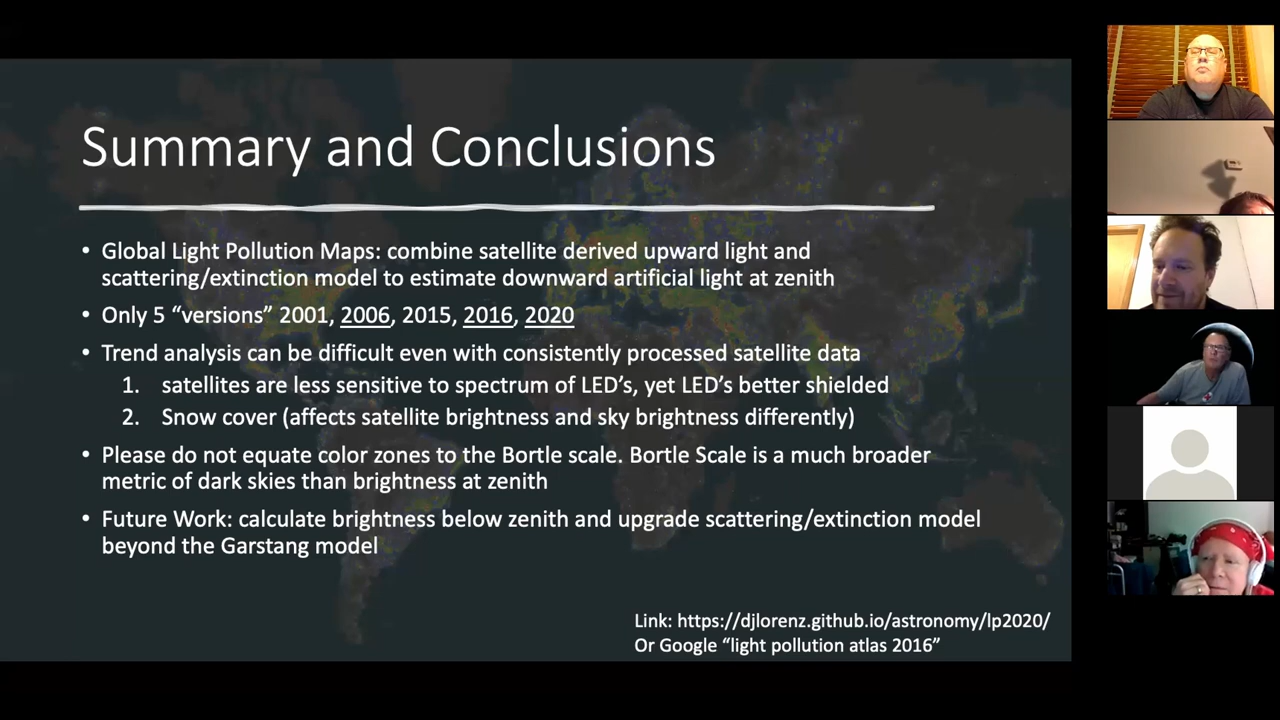 Summary and Conclusions
• Global Light Pollution Maps: combine satellite derived upward light and
scattering/extinction model to estimate downward artificial light at zenith
• Only 5 “versions” 2001, 2006, 2015, 2016, 2020
• Trend analysis can be difficult even with consistently processed satellite data
1. satellites are less sensitive to spectrum of LED’s, yet LED’s better shielded
2. Snow cover (affects satellite brightness and sky brightness differently)
• Please do not equate color zones to the Bortle scale. Bortle Scale is a much broader
metric of dark skies than brightness at zenith
• Future Work: calculate brightness below zenith and upgrade scattering/extinction model
beyond the Garstang model
Link: https://djlorenz.github.io/astronomy/lp2020/
Or Google “light pollution atlas 2016”